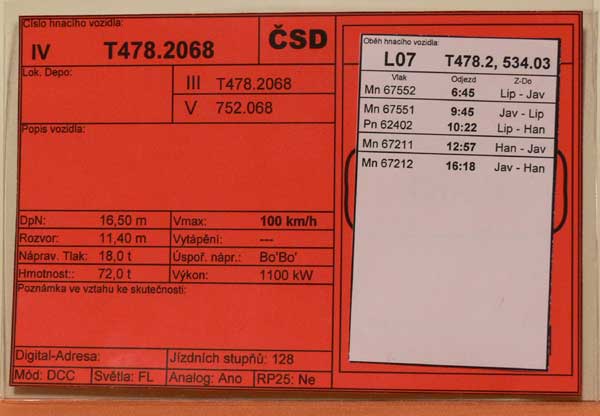 Číslo hnacího vozidla:
IV T478.2068
ČSD
Lok. Depo:
III T478.2068
V 752.068
Popis vozidla:
DpN: 16,50 m Vmax: 100 km/h
Rozvor: 11,40 m Vytápění: ---
Náprav. Tlak: 18,0 t Úspoř. nápr.: Bo'Bo'
Hmotnost:: 72,0 t Výkon: 1100 kW
Poznámka ve vztahu ke skutečnosti:
Digital-Adresa: Jízdních stupňů: 128
Mód: DCC Světla: FL Analog: Ano RP25: Ne
Oběh hnacího vozidla:
L07 T478.2, 534.03
Vlak Odjezd Z-Do
Mn 67552 6:45 Lip - Jav
Mn 67551 9:45 Jav - Lip
Pn 62402 10:22 Lip - Han
Mn 67211 12:57 Han - Jav
Mn 67212 16:18 Jav - Han